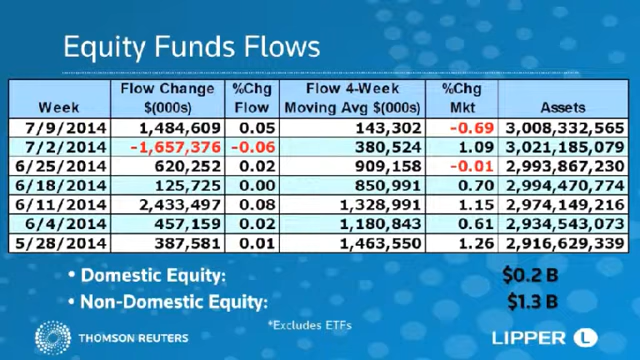 Equity Funds Flows
Week Flow Change $(000s) %Chg Flow Flow 4-Week Moving Avg $(000s) %Chg Mkt Assets
7/9/2014 1,484,609 0.05 143,302 -0.69 3,008,332,565
7/2/2014 -1,657,376 -0.06 380,524 1.09 3,021,185,079
6/25/2014 620,252 0.02 909,158 -0.01 2,993,867,230
6/18/2014 125,725 0.00 850,991 0.70 2,994,470,774
6/11/2014 2,433,497 0.08 1,328,991 1.15 2,974,149,216
6/4/2014 457,159 0.02 1,180,843 0.61 2,934,543,073
5/28/2014 387,581 0.01 1,463,550 1.26 2,916,629,339
• Domestic Equity: $0.2 B
• Non-Domestic Equity: $1.3 B
*Excludes ETFs
THOMSON REUTERS
LIPPER L